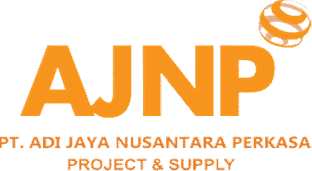 AJNP
PT. ADI JAYA NUSANTARA PERKASA
PROJECT & SUPPLY